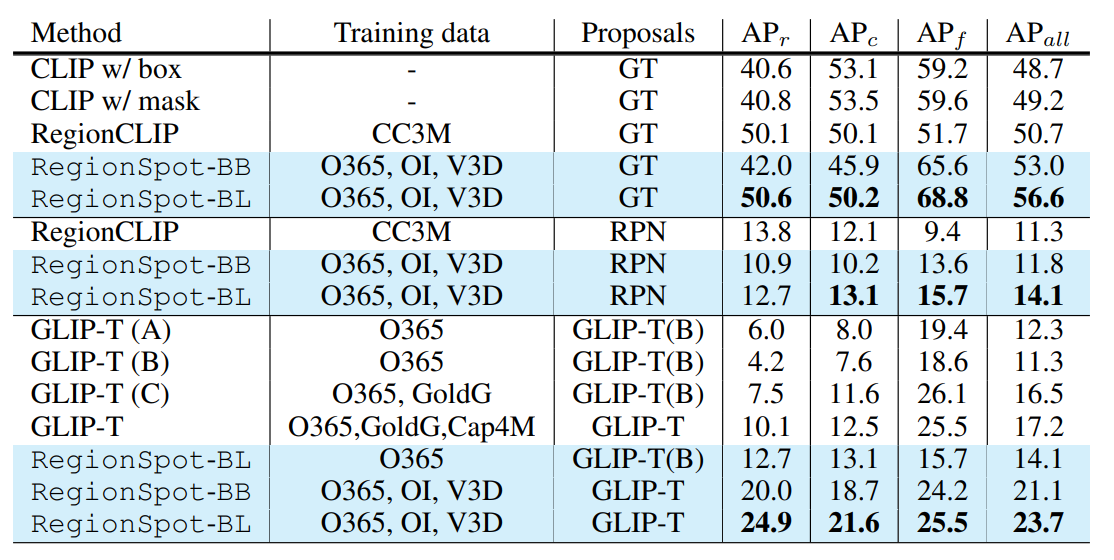 Method Training data Proposals APr APc APf APall
CLIP w/ box - GT 40.6 53.1 59.2 48.7
CLIP w/ mask - GT 40.8 53.5 59.6 49.2
RegionCLIP CC3M GT 50.1 50.1 51.7 50.7
RegionSpot-BB O365, OI, V3D GT 42.0 45.9 65.6 53.0
RegionSpot-BL O365, OI, V3D GT 50.6 50.2 68.8 56.6
RegionCLIP CC3M RPN 13.8 12.1 9.4 11.3
RegionSpot-BB O365, OI, V3D RPN 10.9 10.2 13.6 11.8
RegionSpot-BL O365, OI, V3D RPN 12.7 13.1 15.7 14.1
GLIP-T (A) O365 GLIP-T(B) 6.0 8.0 19.4 12.3
GLIP-T (B) O365 GLIP-T(B) 4.2 7.6 18.6 11.3
GLIP-T (C) O365, GoldG GLIP-T(B) 7.5 11.6 26.1 16.5
GLIP-T O365,GoldG,Cap4M GLIP-T 10.1 12.5 25.5 17.2
RegionSpot-BL O365 GLIP-T(B) 12.7 13.1 15.7 14.1
RegionSpot-BB O365, OI, V3D GLIP-T 20.0 18.7 24.2 21.1
RegionSpot-BL O365, OI, V3D GLIP-T 24.9 21.6 25.5 23.7